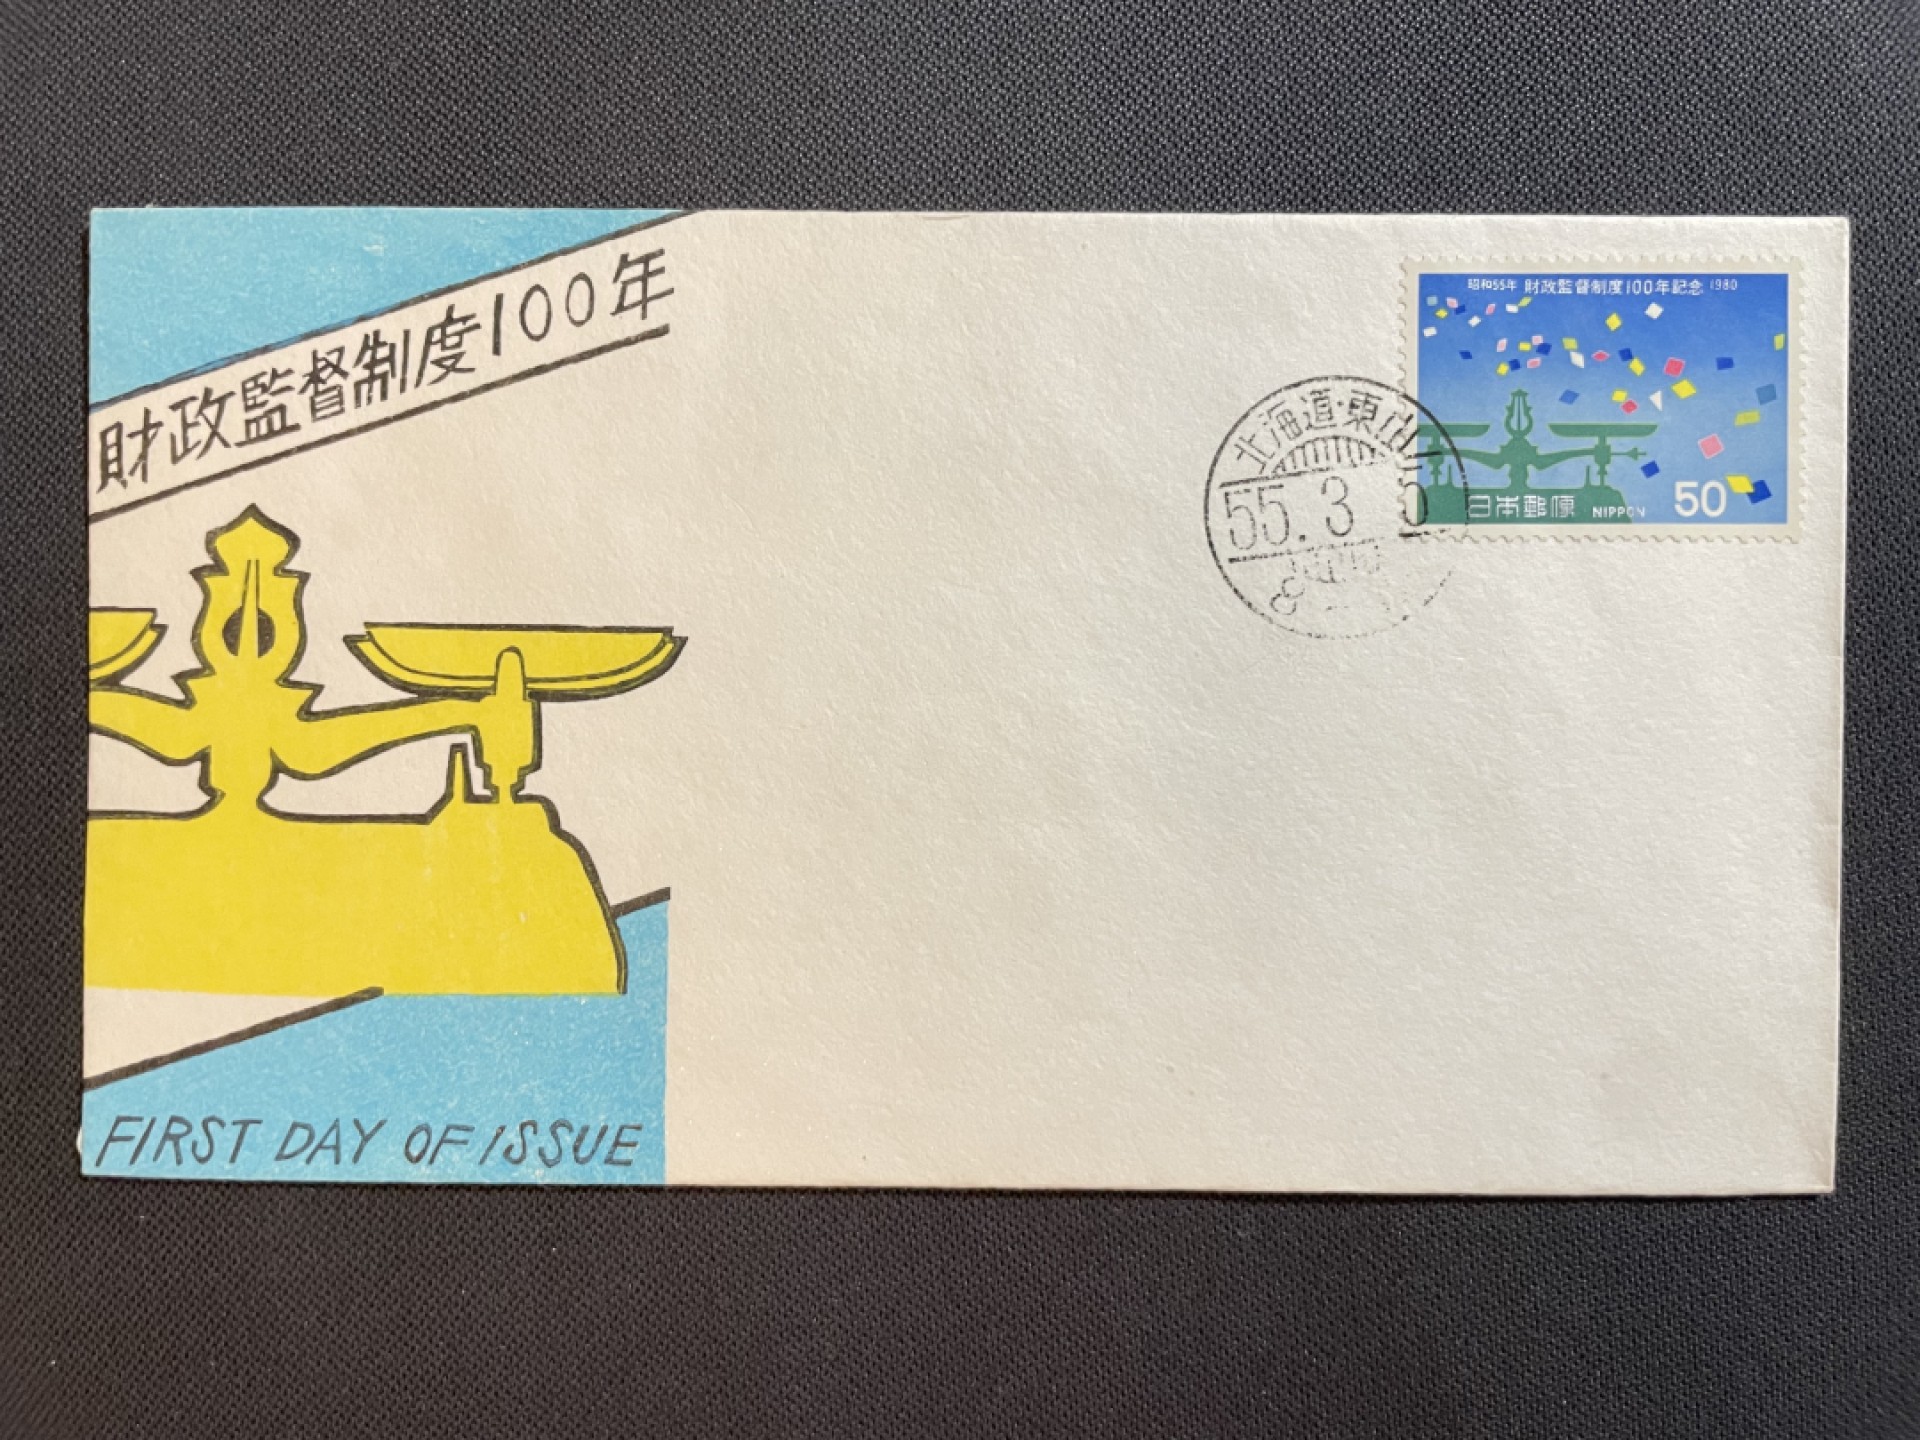 財政監督制度100年
FIRST DAY OF ISSUE
昭和55年 財政監督制度100年記念 1980
日本郵便 NIPPON 50
北海道・東川
55. 3
8